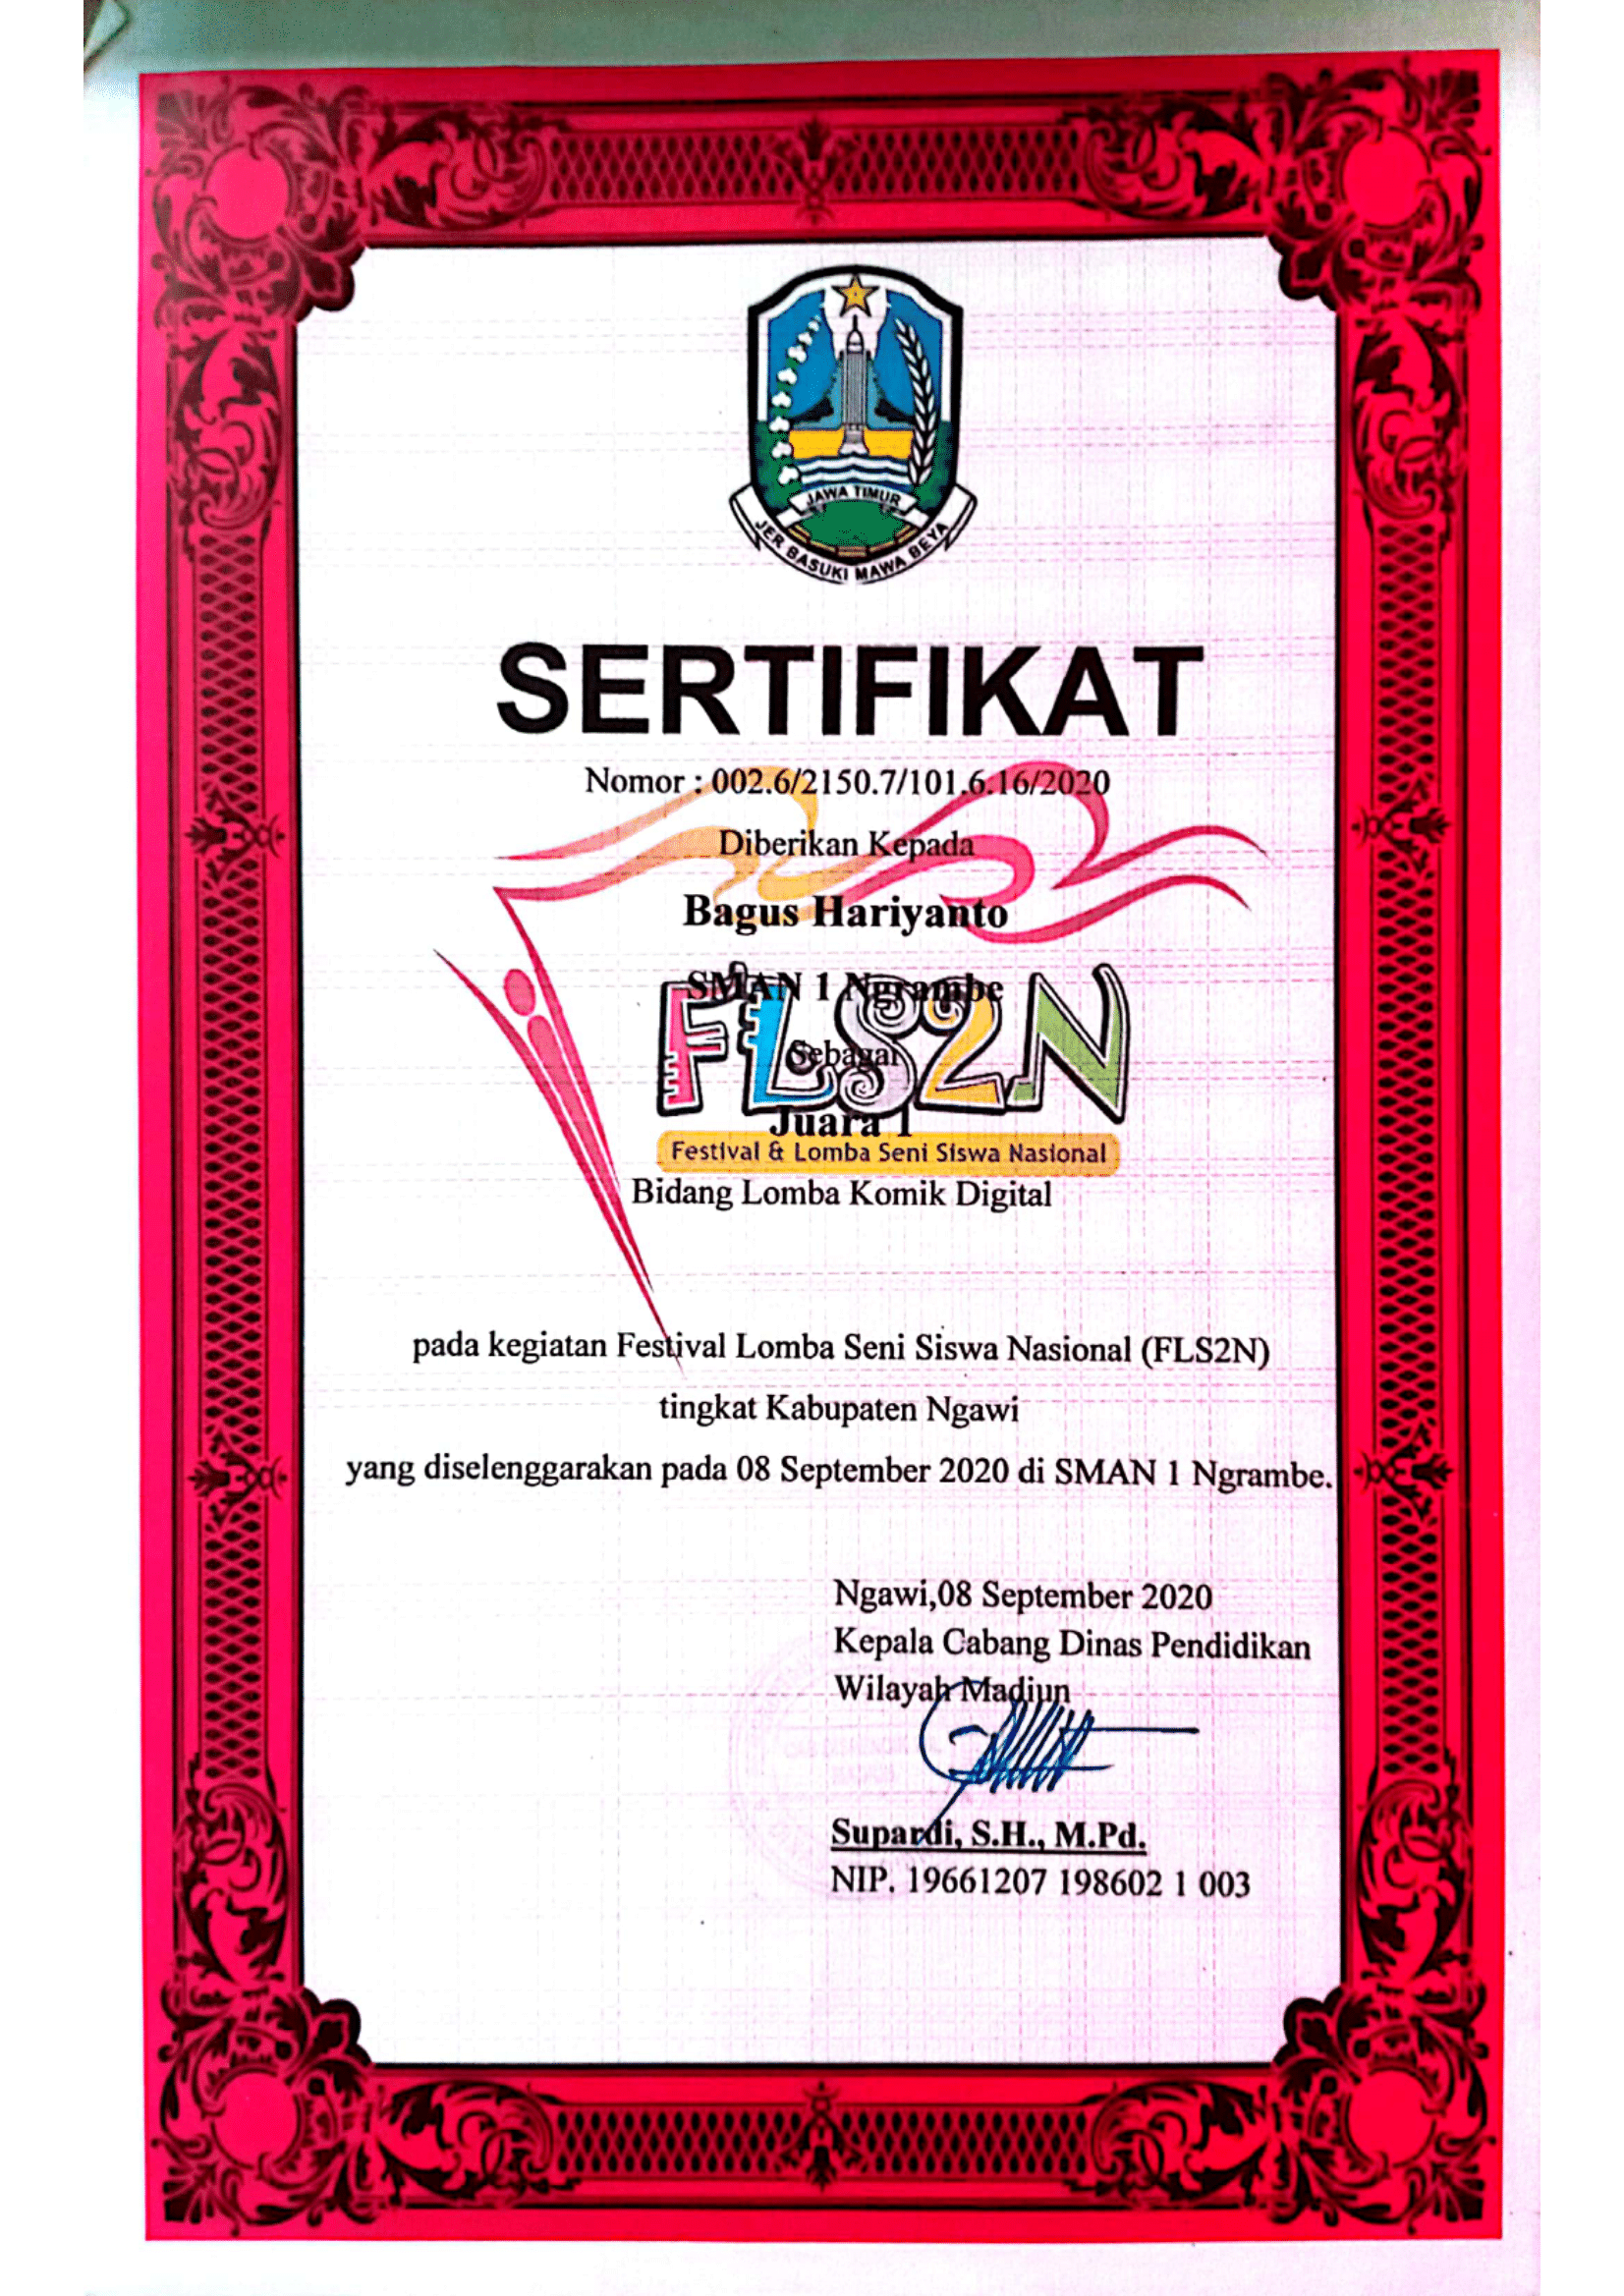 JAWA TIMUR
JER BASUKI MAWA BEYA
SERTIFIKAT
Nomor : 002.6/2150.7/101.6.16/2020
Diberikan Kepada
Bagus Hariyanto
SMAN 1 Ngrambe
FLS2N
Sebagai
Juara 1
Festival & Lomba Seni Siswa Nasional
Bidang Lomba Komik Digital
pada kegiatan Festival Lomba Seni Siswa Nasional (FLS2N)
tingkat Kabupaten Ngawi
yang diselenggarakan pada 08 September 2020 di SMAN 1 Ngrambe.
Ngawi,08 September 2020
Kepala Cabang Dinas Pendidikan
Wilayah Madiun
Supardi, S.H., M.Pd.
NIP. 19661207 198602 1 003